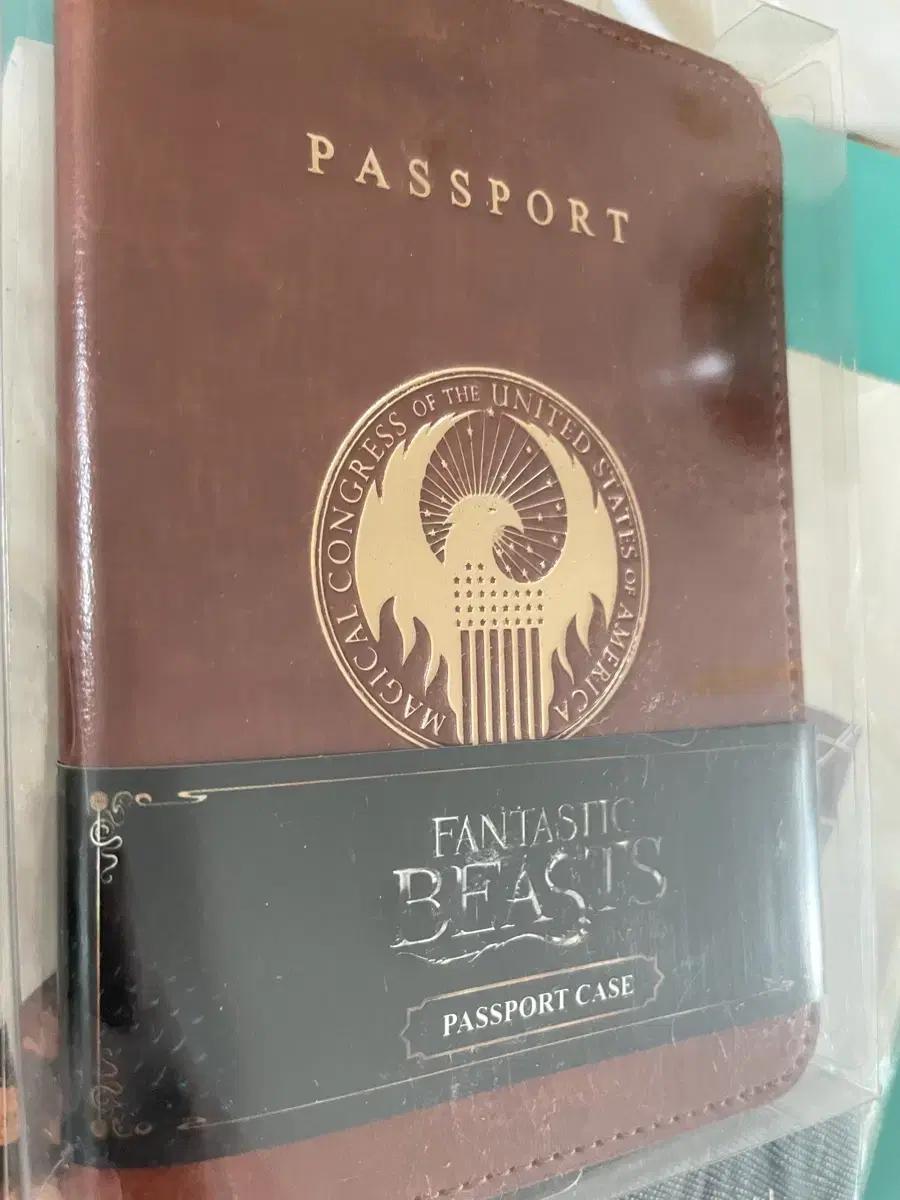 PASSPORT
MAGICAL CONGRESS OF THE UNITED STATES OF AMERICA
FANTASTIC
BEASTS
PASSPORT CASE